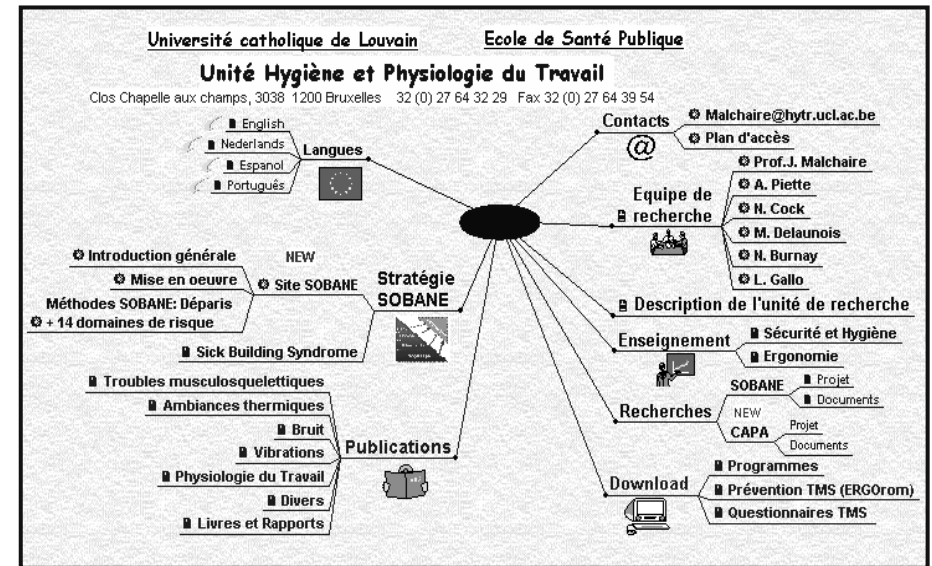 Université catholique de Louvain
Ecole de Santé Publique
Unité Hygiène et Physiologie du Travail
Clos Chapelle aux champs, 3038 1200 Bruxelles 32 (0) 27 64 32 29 Fax 32 (0) 27 64 39 54
Langues
English
Nederlands
Espanol
Português
Stratégie
SOBANE
NEW
Site SOBANE
Introduction générale
Mise en oeuvre
Méthodes SOBANE: Déparis
+ 14 domaines de risque
Sick Building Syndrome
Publications
Troubles musculosquelettiques
Ambiances thermiques
Bruit
Vibrations
Physiologie du Travail
Divers
Livres et Rapports
Contacts
@
Malchaire@hytr.ucl.ac.be
Plan d'accès
Equipe de
recherche
Prof.J. Malchaire
A. Piette
N. Cock
M. Delaunois
N. Burnay
L. Gallo
Description de l'unité de recherche
Enseignement
Sécurité et Hygiène
Ergonomie
Recherches
SOBANE
Projet
Documents
NEW
CAPA
Projet
Documents
Download
Programmes
Prévention TMS (ERGOrom)
Questionnaires TMS